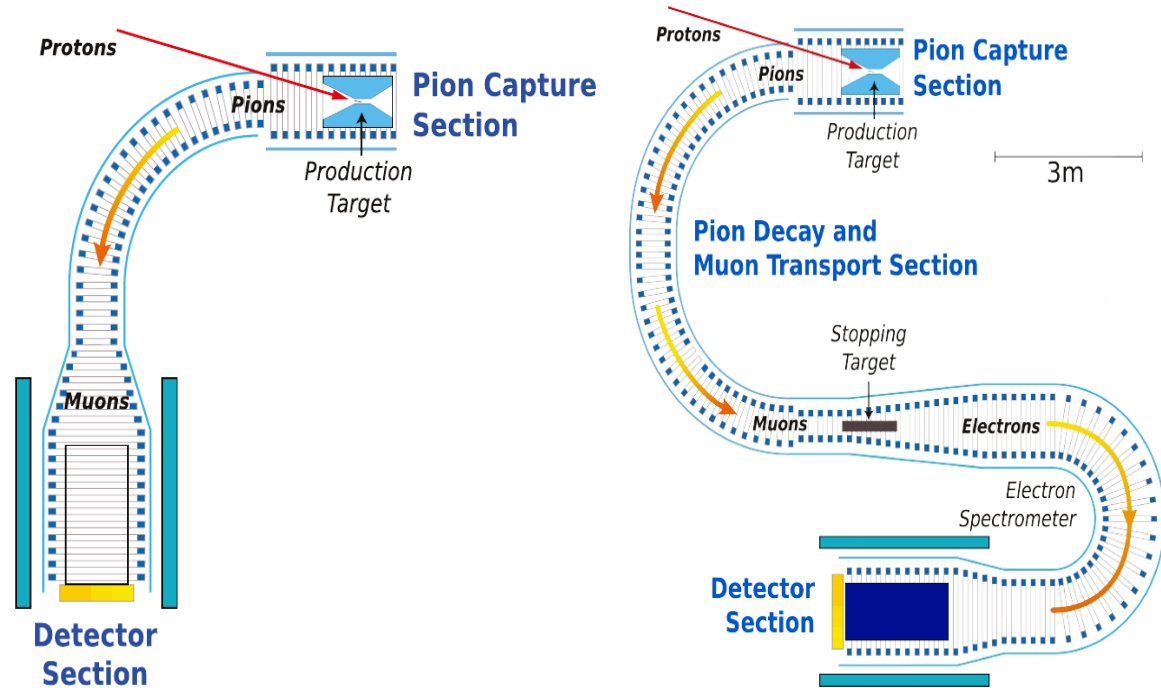 Protons
Pions
Pion Capture
Section
Production
Target
Muons
Detector
Section
Protons
Pions
Pion Capture
Section
Production
Target
3m
Pion Decay and
Muon Transport Section
Stopping
Target
Muons
Electrons
Electron
Spectrometer
Detector
Section